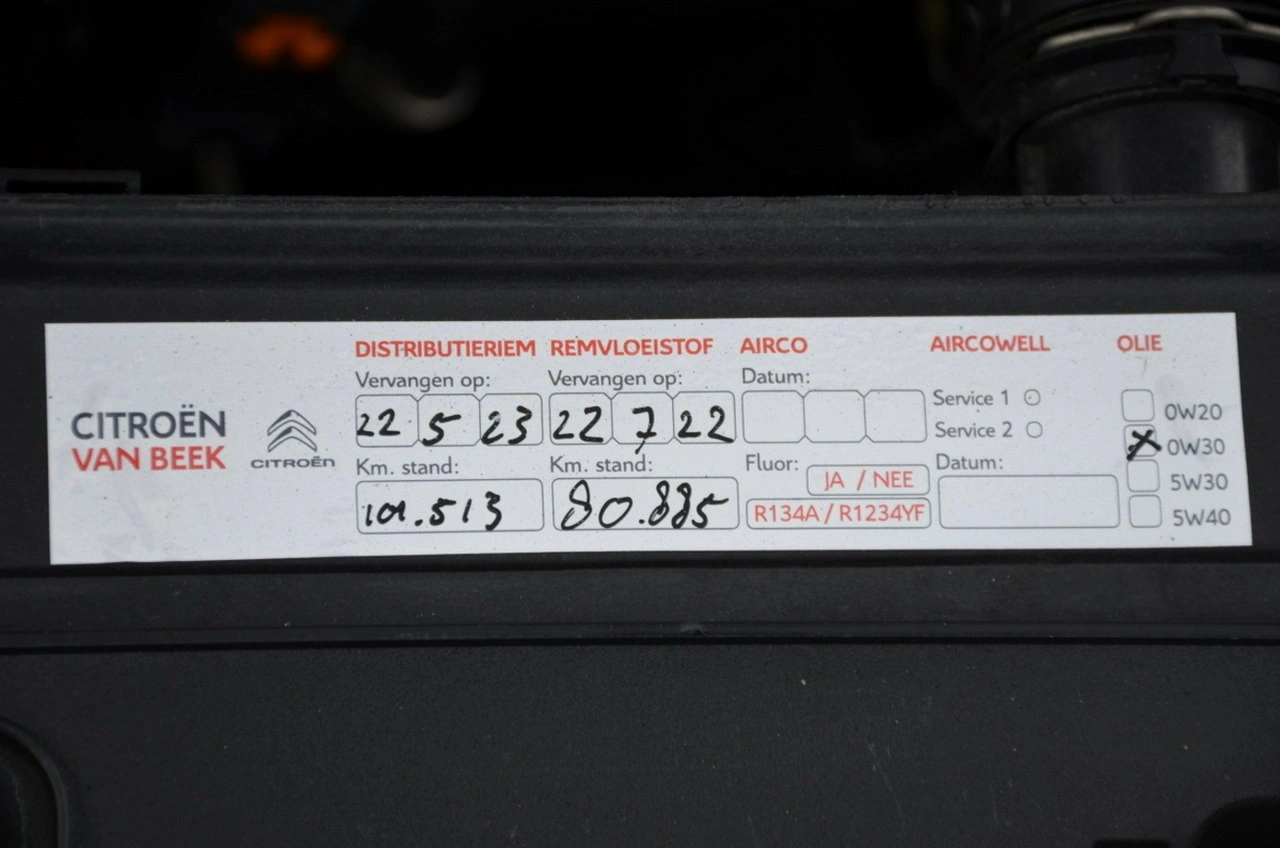 CITROËN
VAN BEEK
CITROËN
DISTRIBUTIERIEM
Vervangen op:
22 5 23
Km. stand:
101.513
REMVLOEISTOF
Vervangen op:
22 7 22
Km. stand:
80.885
AIRCO
Datum:
Fluor: JA / NEE
R134A / R1234YF
AIRCOWELL
Service 1
Service 2
Datum:
OLIE
0W20
X 0W30
5W30
5W40